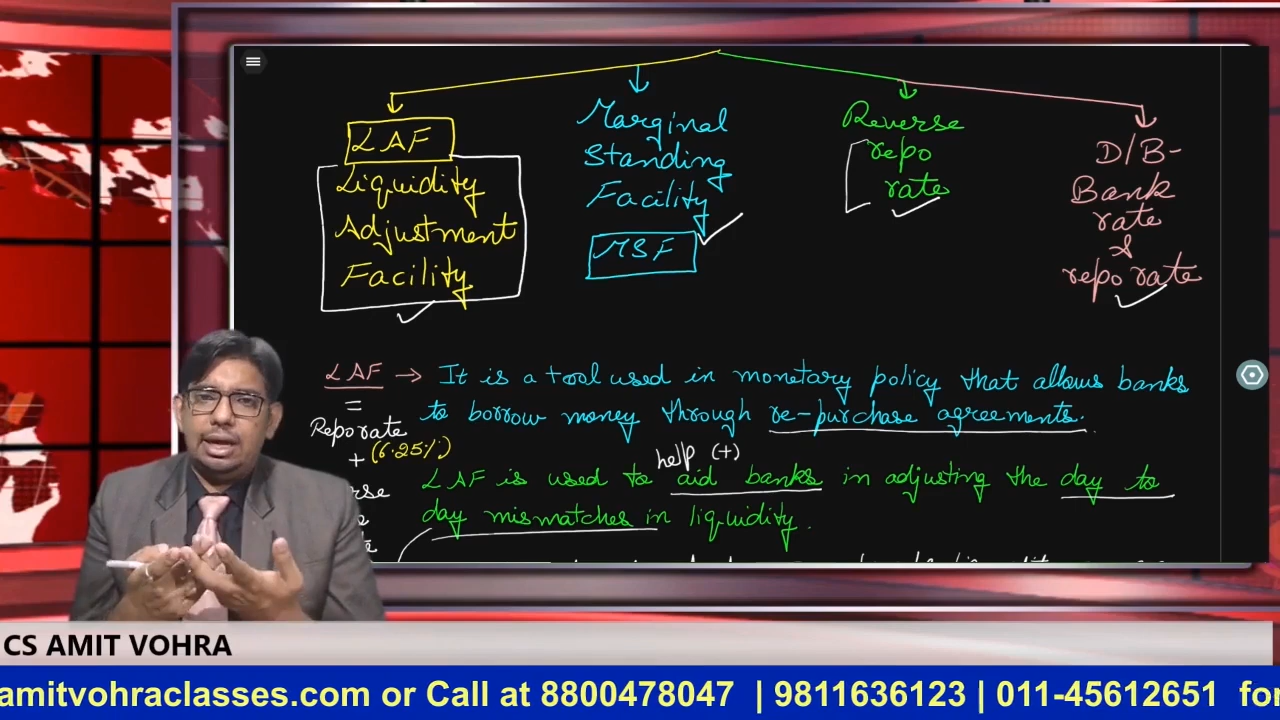 LAF
Liquidity
Adjustment
Facility
Marginal
Standing
Facility
MSF
Reverse
repo
rate
D/B-
Bank
rate
&
repo rate
LAF → It is a tool used in monetary policy that allows banks
to borrow money through re-purchase agreements.
=
Repo rate
+ (6.25%)
help (+)
LAF is used to aid banks in adjusting the day to
day mismatches in liquidity.
CS AMIT VOHRA
amitvohraclasses.com or Call at 8800478047 | 9811636123 | 011-45612651 for